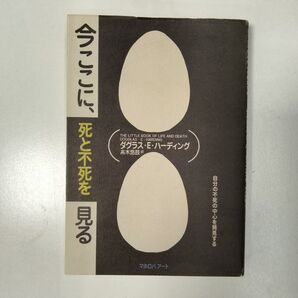 今ここに、死と不死を見る
THE LITTLE BOOK OF LIFE AND DEATH
DOUGLAS・E・HARDING
ダグラス・E・ハーディング
高木悠鼓 訳
自分の不死の中心を発見する
マホロバアート